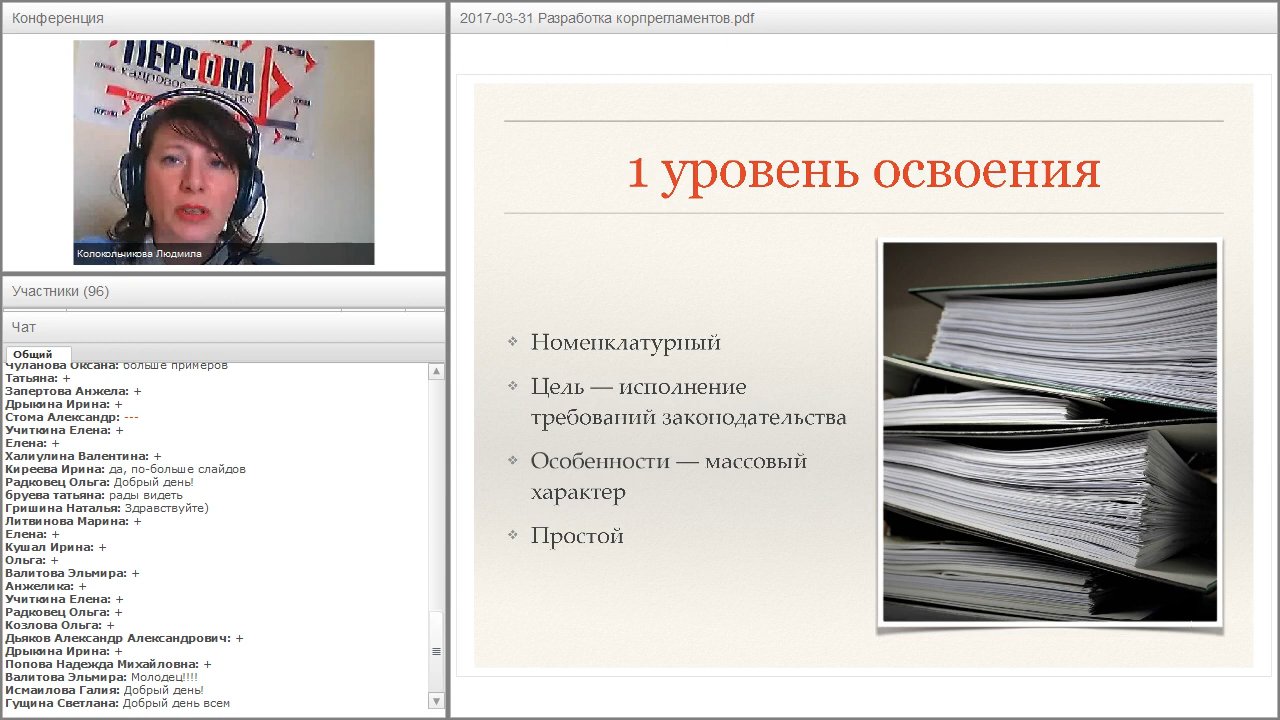 Конференция
ПЕРСОНА
Колокольчикова Людмила
Участники (96)
Чат
Общий
Чуланова Оксана: больше примеров
Татьяна: +
Запертова Анжела: +
Дрыкина Ирина: +
Стома Александр: ---
Учиткина Елена: +
Елена: +
Халиулина Валентина: +
Киреева Ирина: да, по-больше слайдов
Радковец Ольга: Добрый день!
бруева татьяна: рады видеть
Гришина Наталья: Здравствуйте)
Литвинова Марина: +
Елена: +
Кушал Ирина: +
Ольга: +
Валитова Эльмира: +
Анжелика: +
Учиткина Елена: +
Радковец Ольга: +
Козлова Ольга: +
Дьяков Александр Александрович: +
Дрыкина Ирина: +
Попова Надежда Михайловна: +
Валитова Эльмира: Молодец!!!!
Исмаилова Галия: Добрый день!
Гущина Светлана: Добрый день всем
2017-03-31 Разработка корпрегламентов.pdf
1 уровень освоения
Номенклатурный
Цель — исполнение
требований законодательства
Особенности — массовый
характер
Простой